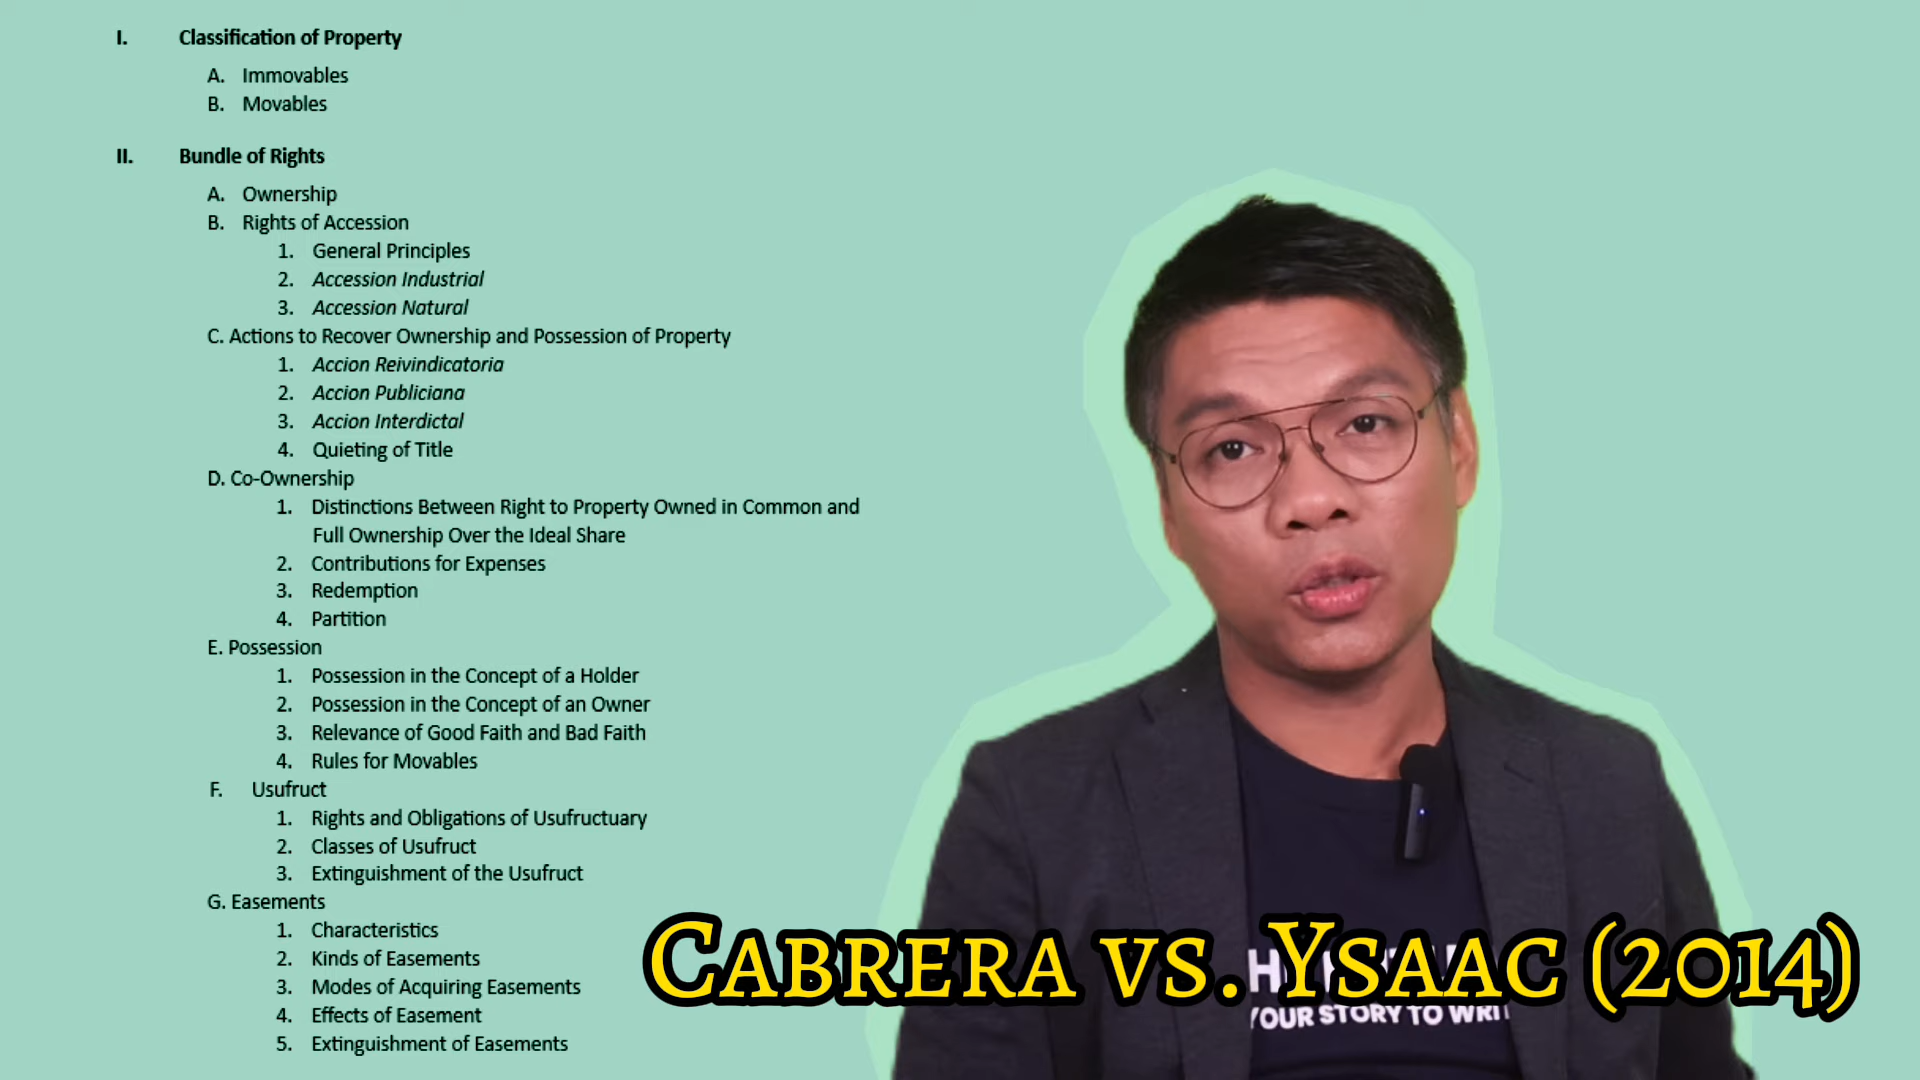 I. Classification of Property
A. Immovables
B. Movables
II. Bundle of Rights
A. Ownership
B. Rights of Accession
1. General Principles
2. Accession Industrial
3. Accession Natural
C. Actions to Recover Ownership and Possession of Property
1. Accion Reivindicatoria
2. Accion Publiciana
3. Accion Interdictal
4. Quieting of Title
D. Co-Ownership
1. Distinctions Between Right to Property Owned in Common and
Full Ownership Over the Ideal Share
2. Contributions for Expenses
3. Redemption
4. Partition
E. Possession
1. Possession in the Concept of a Holder
2. Possession in the Concept of an Owner
3. Relevance of Good Faith and Bad Faith
4. Rules for Movables
F. Usufruct
1. Rights and Obligations of Usufructuary
2. Classes of Usufruct
3. Extinguishment of the Usufruct
G. Easements
1. Characteristics
2. Kinds of Easements
3. Modes of Acquiring Easements
4. Effects of Easement
5. Extinguishment of Easements
Cabrera vs. Ysaac (2014)
YOUR STORY TO